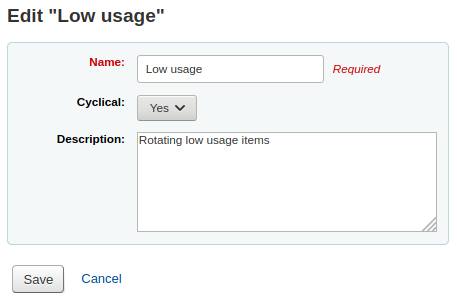 Edit "Low usage"
Name: Low usage Required
Cyclical: Yes
Description: Rotating low usage items
Save Cancel